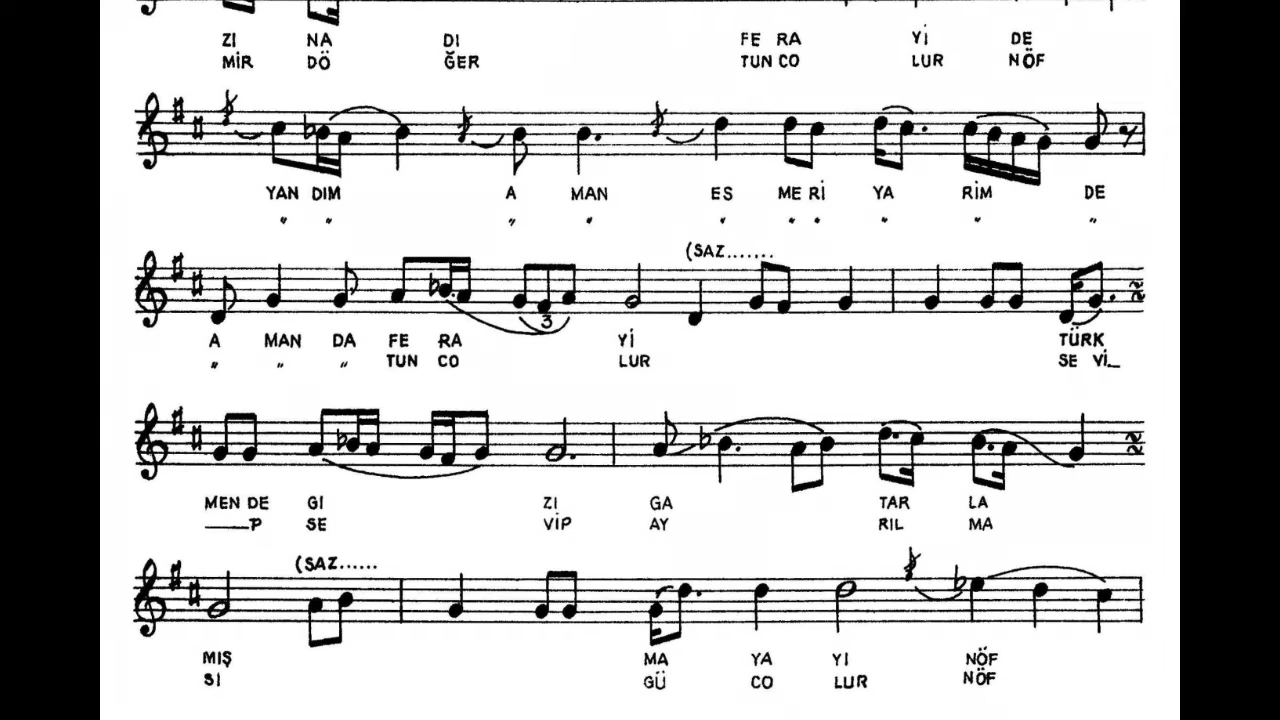 ZI NA DI FE RA Yİ DE
MİR DÖ ĞER TUN CO LUR NÖF
YAN DIM A MAN ES ME Rİ YA RİM DE
" " " " " " " " " "
(SAZ.......
A MAN DA FE RA Yİ TÜRK
" " " TUN CO LUR SE Vİ_
3
MEN DE Gİ ZI GA TAR LA
—P SE VİP AY RIL MA
(SAZ......
MIŞ MA YA YI NÖF
SI GÜ CO LUR NÖF